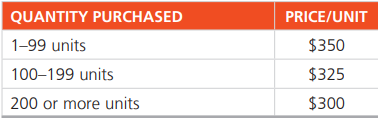 QUANTITY PURCHASED PRICE/UNIT
1–99 units $350
100–199 units $325
200 or more units $300